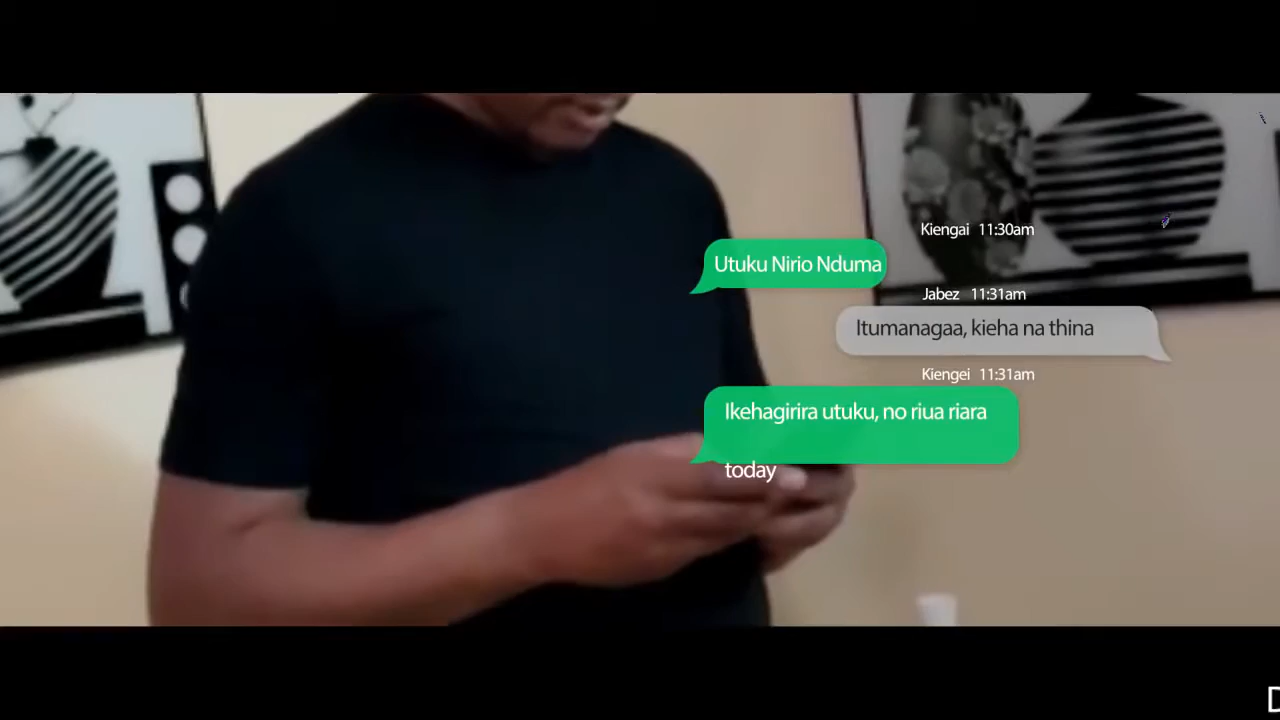 Kiengai 11:30am
Utuku Nirio Nduma
Jabez 11:31am
Itumanagaa, kieha na thina
Kiengei 11:31am
Ikehagirira utuku, no riua riara
today